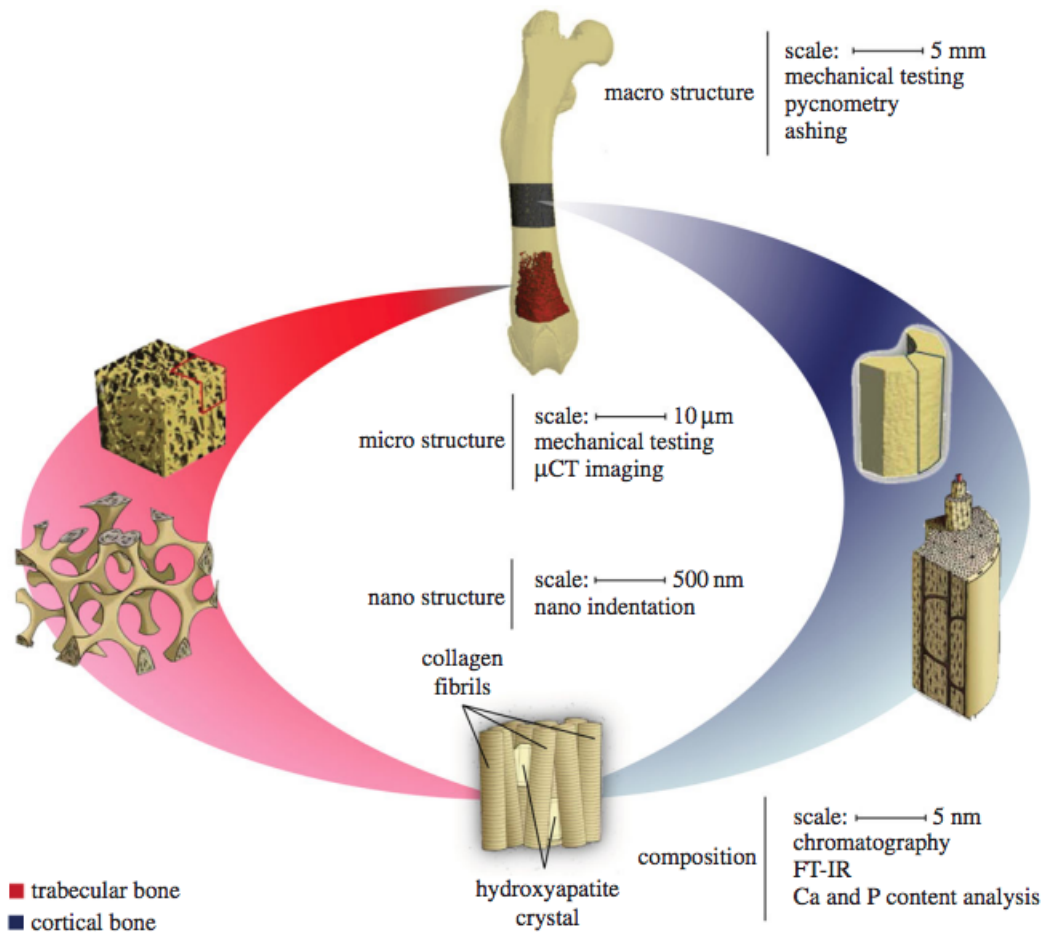 macro structure
scale: 5 mm
mechanical testing
pycnometry
ashing
micro structure
scale: 10 μm
mechanical testing
μCT imaging
nano structure
scale: 500 nm
nano indentation
collagen
fibrils
hydroxyapatite
crystal
composition
scale: 5 nm
chromatography
FT-IR
Ca and P content analysis
trabecular bone
cortical bone